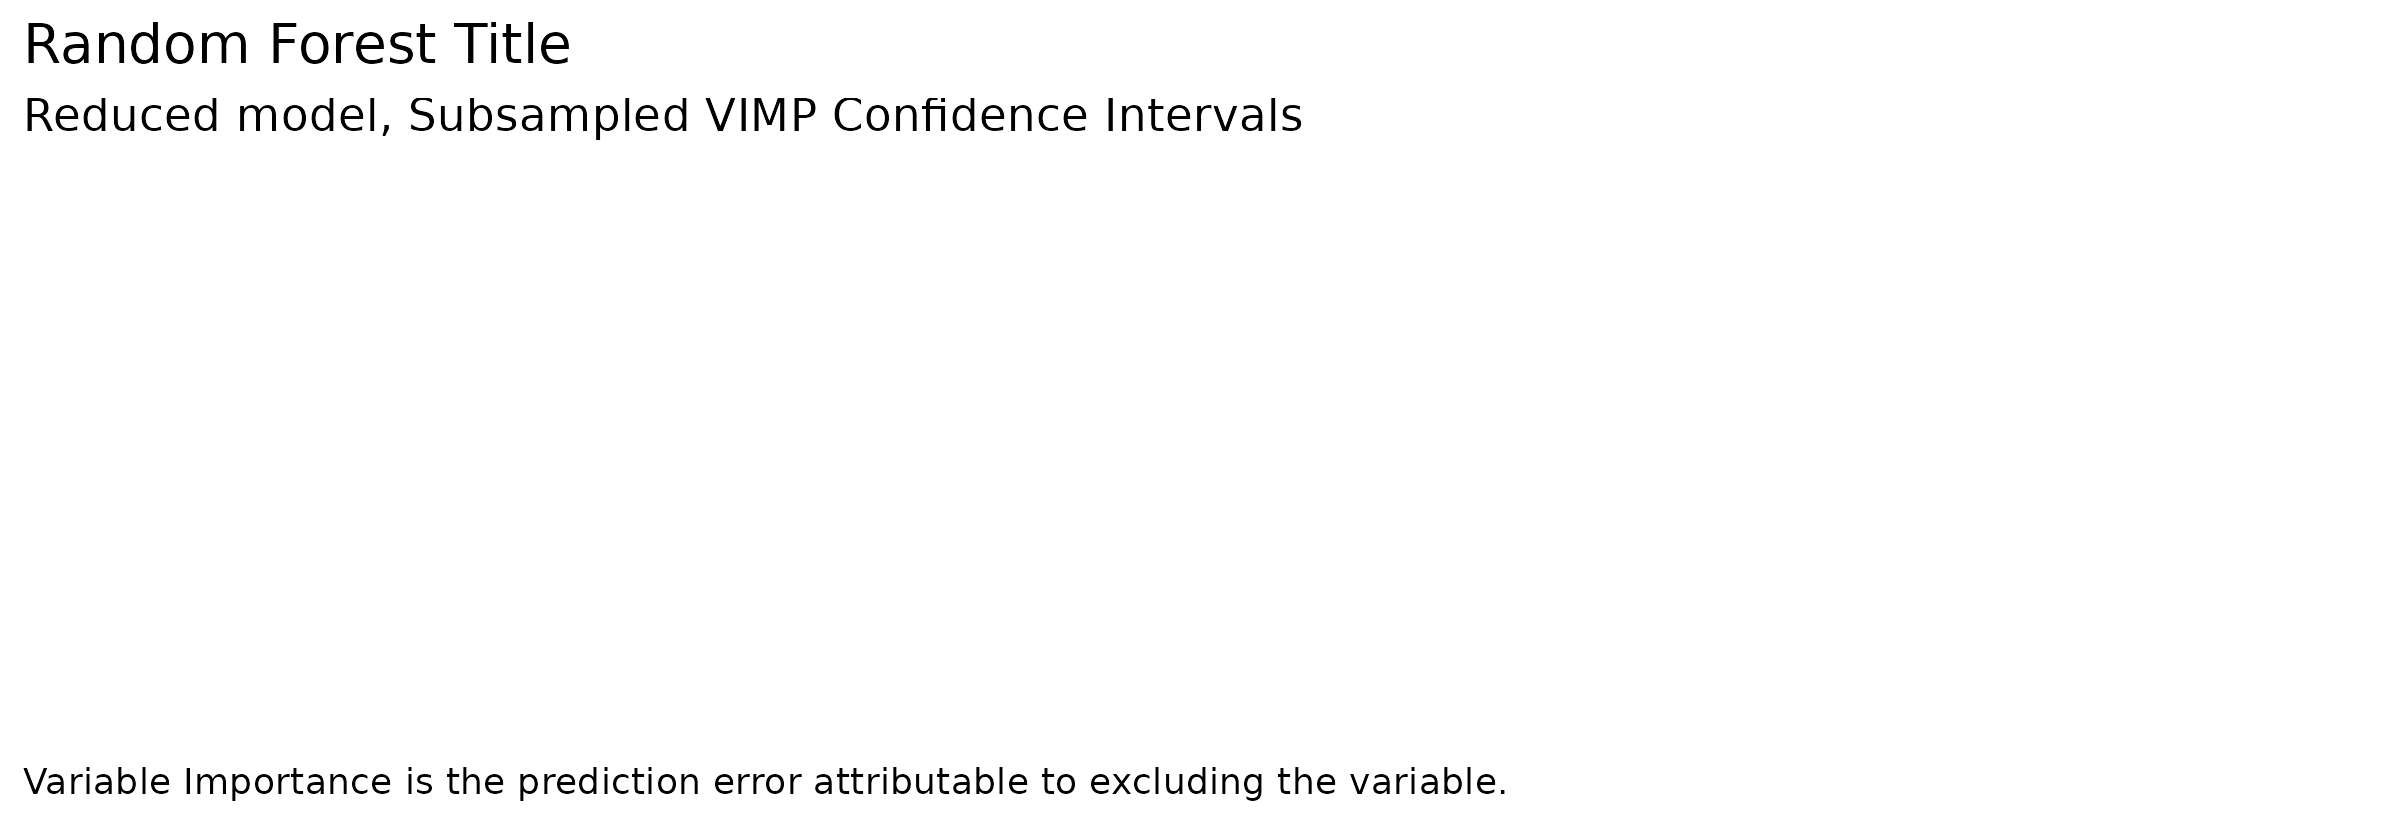 Random Forest Title
Reduced model, Subsampled VIMP Confidence Intervals
Variable Importance is the prediction error attributable to excluding the variable.